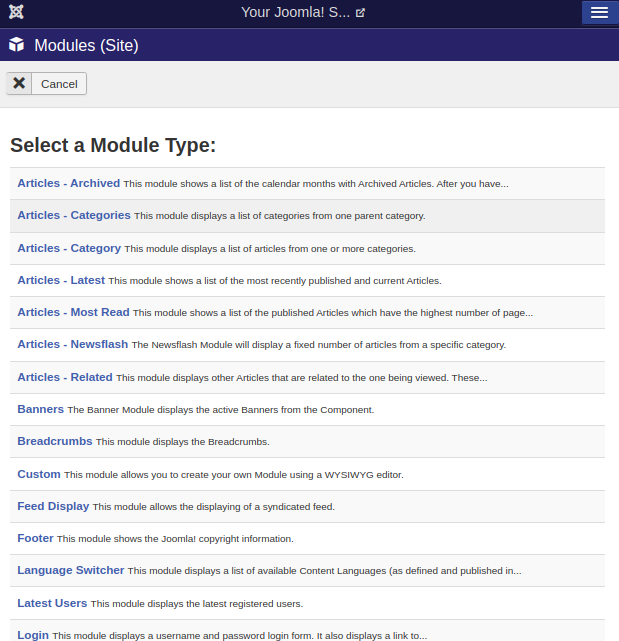 Your Joomla! S...
Modules (Site)
Cancel
Select a Module Type:
Articles - Archived This module shows a list of the calendar months with Archived Articles. After you have...
Articles - Categories This module displays a list of categories from one parent category.
Articles - Category This module displays a list of articles from one or more categories.
Articles - Latest This module shows a list of the most recently published and current Articles.
Articles - Most Read This module shows a list of the published Articles which have the highest number of page...
Articles - Newsflash The Newsflash Module will display a fixed number of articles from a specific category.
Articles - Related This module displays other Articles that are related to the one being viewed. These...
Banners The Banner Module displays the active Banners from the Component.
Breadcrumbs This module displays the Breadcrumbs.
Custom This module allows you to create your own Module using a WYSIWYG editor.
Feed Display This module allows the displaying of a syndicated feed.
Footer This module shows the Joomla! copyright information.
Language Switcher This module displays a list of available Content Languages (as defined and published in...
Latest Users This module displays the latest registered users.
Login This module displays a username and password login form. It also displays a link to...